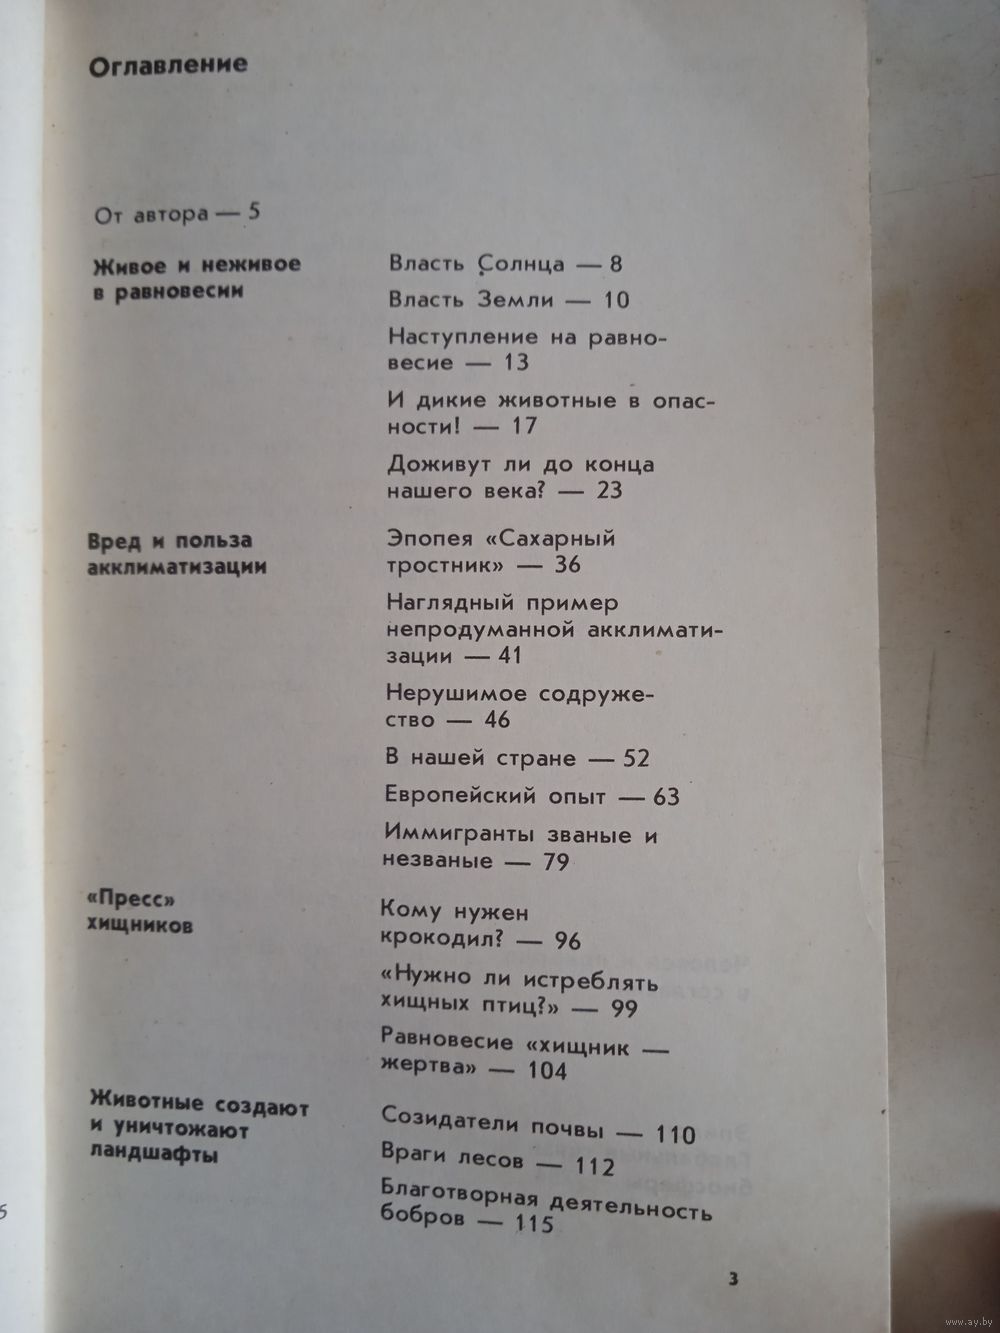 Оглавление
От автора — 5
Живое и неживое
в равновесии
Власть Солнца — 8
Власть Земли — 10
Наступление на равно-
весие — 13
И дикие животные в опас-
ности! — 17
Доживут ли до конца
нашего века? — 23
Вред и польза
акклиматизации
Эпопея «Сахарный
тростник» — 36
Наглядный пример
непродуманной акклимати-
зации — 41
Нерушимое содруже-
ство — 46
В нашей стране — 52
Европейский опыт — 63
Иммигранты званые и
незваные — 79
«Пресс»
хищников
Кому нужен
крокодил? — 96
«Нужно ли истреблять
хищных птиц?» — 99
Равновесие «хищник —
жертва» — 104
Животные создают
и уничтожают
ландшафты
Созидатели почвы — 110
Враги лесов — 112
Благотворная деятельность
бобров — 115
3
5
www.ay.by